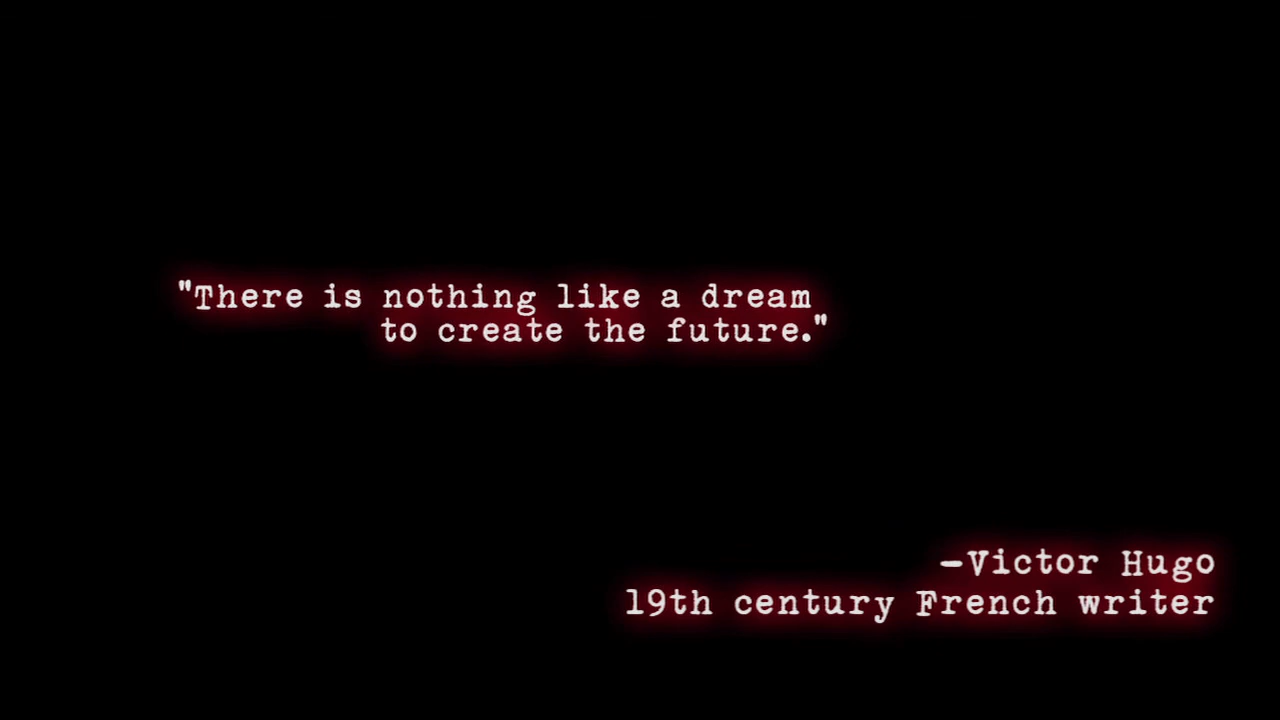 "There is nothing like a dream
to create the future."
—Victor Hugo
19th century French writer